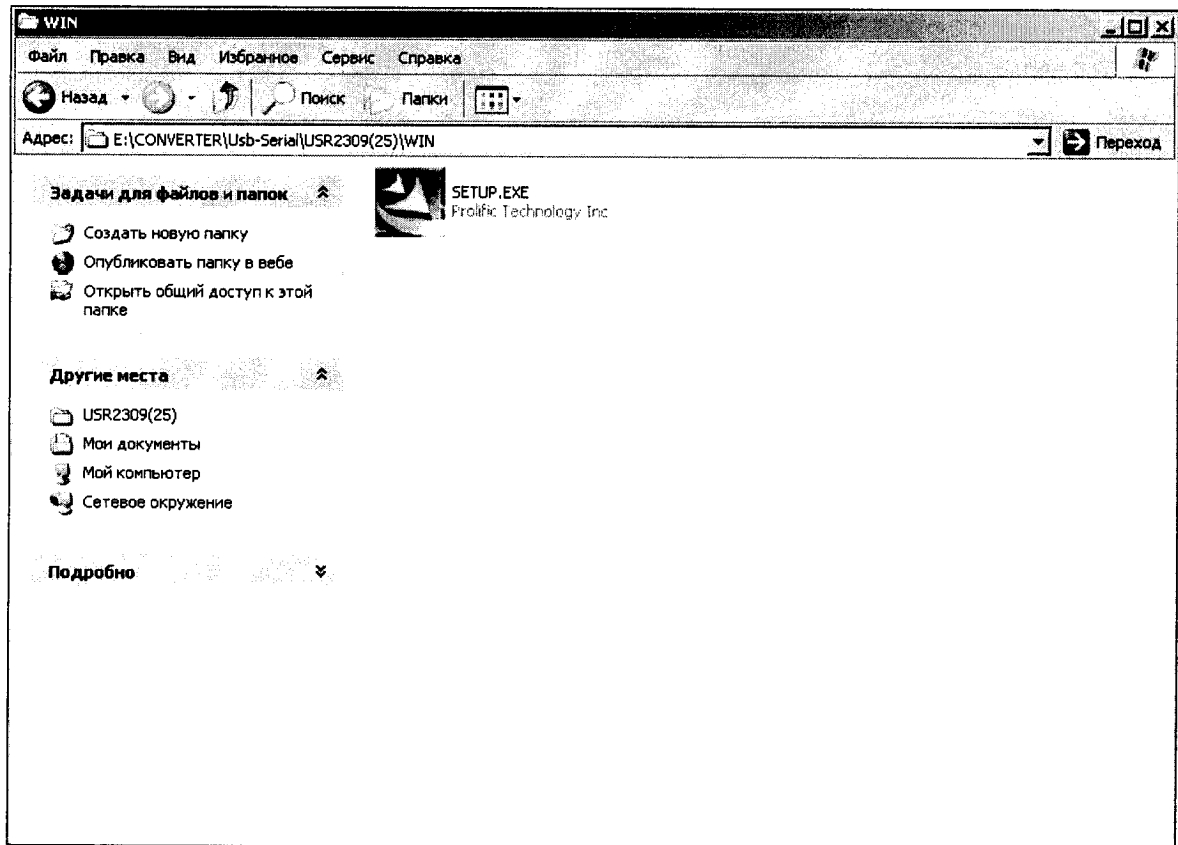 WIN
Файл Правка Вид Избранное Сервис Справка
Назад Поиск Папки
Адрес: E:\CONVERTER\Usb-Serial\USR2309(25)\WIN Переход
Задачи для файлов и папок
Создать новую папку
Опубликовать папку в вебе
Открыть общий доступ к этой
папке
Другие места
USR2309(25)
Мои документы
Мой компьютер
Сетевое окружение
Подробно
SETUP.EXE
Prolific Technology Inc